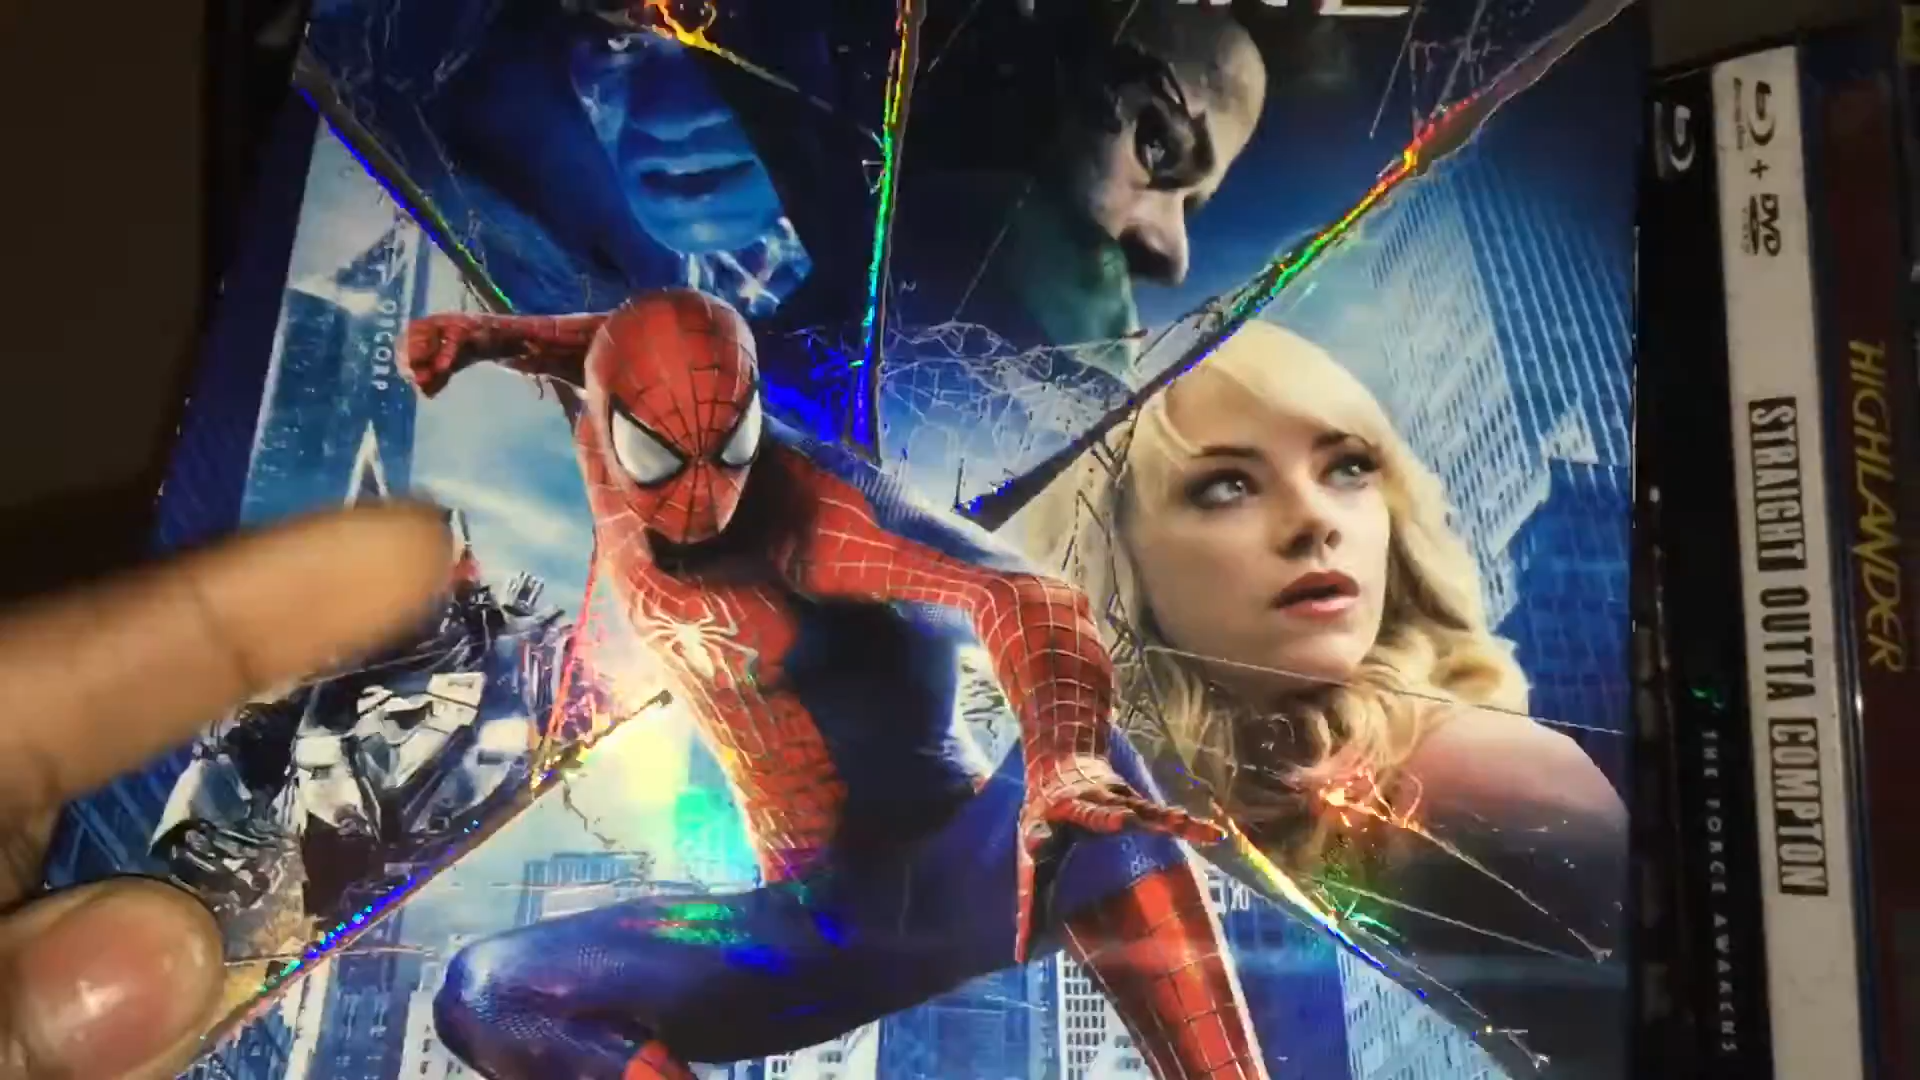 OSCORP
+
DVD
STRAIGHT OUTTA COMPTON
HIGHLANDER
THE FORCE AWAKENS